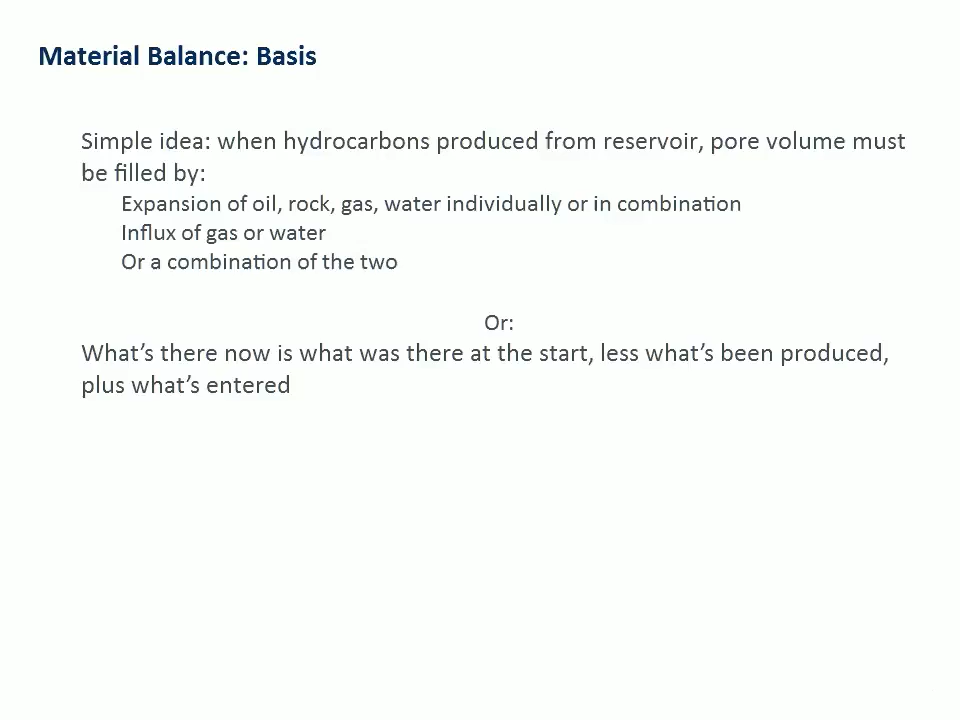 Material Balance: Basis
Simple idea: when hydrocarbons produced from reservoir, pore volume must
be filled by:
Expansion of oil, rock, gas, water individually or in combination
Influx of gas or water
Or a combination of the two
Or:
What’s there now is what was there at the start, less what’s been produced,
plus what’s entered